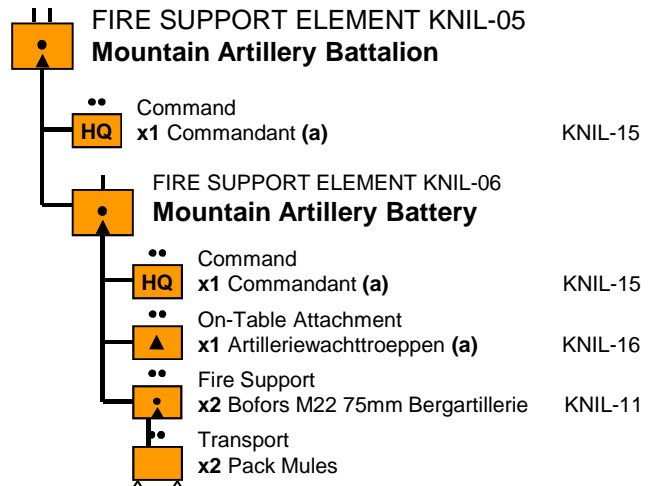 FIRE SUPPORT ELEMENT KNIL-05
Mountain Artillery Battalion
Command
HQ x1 Commandant (a) KNIL-15
FIRE SUPPORT ELEMENT KNIL-06
Mountain Artillery Battery
Command
HQ x1 Commandant (a) KNIL-15
On-Table Attachment
x1 Artilleriewachttroeppen (a) KNIL-16
Fire Support
x2 Bofors M22 75mm Bergartillerie KNIL-11
Transport
x2 Pack Mules